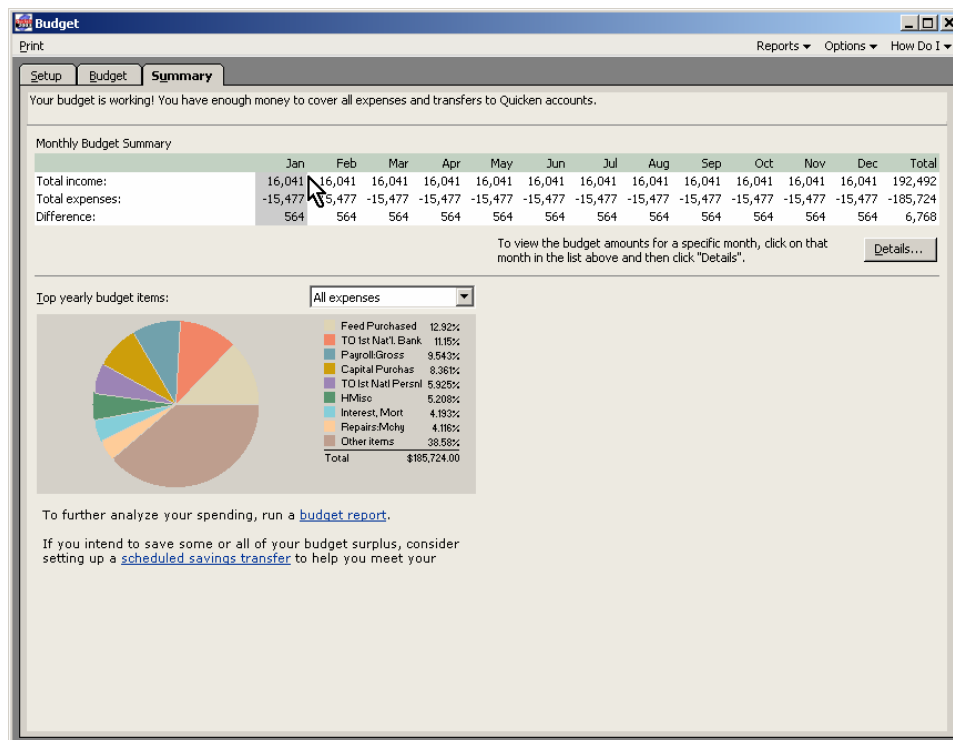 Budget
Print Reports Options How Do I
Setup Budget Summary
Your budget is working! You have enough money to cover all expenses and transfers to Quicken accounts.
Monthly Budget Summary
Jan Feb Mar Apr May Jun Jul Aug Sep Oct Nov Dec Total
Total income: 16,041 16,041 16,041 16,041 16,041 16,041 16,041 16,041 16,041 16,041 16,041 16,041 192,492
Total expenses: -15,477 -15,477 -15,477 -15,477 -15,477 -15,477 -15,477 -15,477 -15,477 -15,477 -15,477 -15,477 -185,724
Difference: 564 564 564 564 564 564 564 564 564 564 564 564 6,768
To view the budget amounts for a specific month, click on that
month in the list above and then click "Details".
Details...
Top yearly budget items: All expenses
Feed Purchased 12.92%
TO 1st Nat'l. Bank 11.15%
Payroll:Gross 9.543%
Capital Purchas 8.361%
TO Ist Natl Persnl 5.925%
HMisc 5.208%
Interest, Mort 4.193%
Repairs:Mchy 4.116%
Other items 38.58%
Total $185,724.00
To further analyze your spending, run a budget report.
If you intend to save some or all of your budget surplus, consider
setting up a scheduled savings transfer to help you meet your